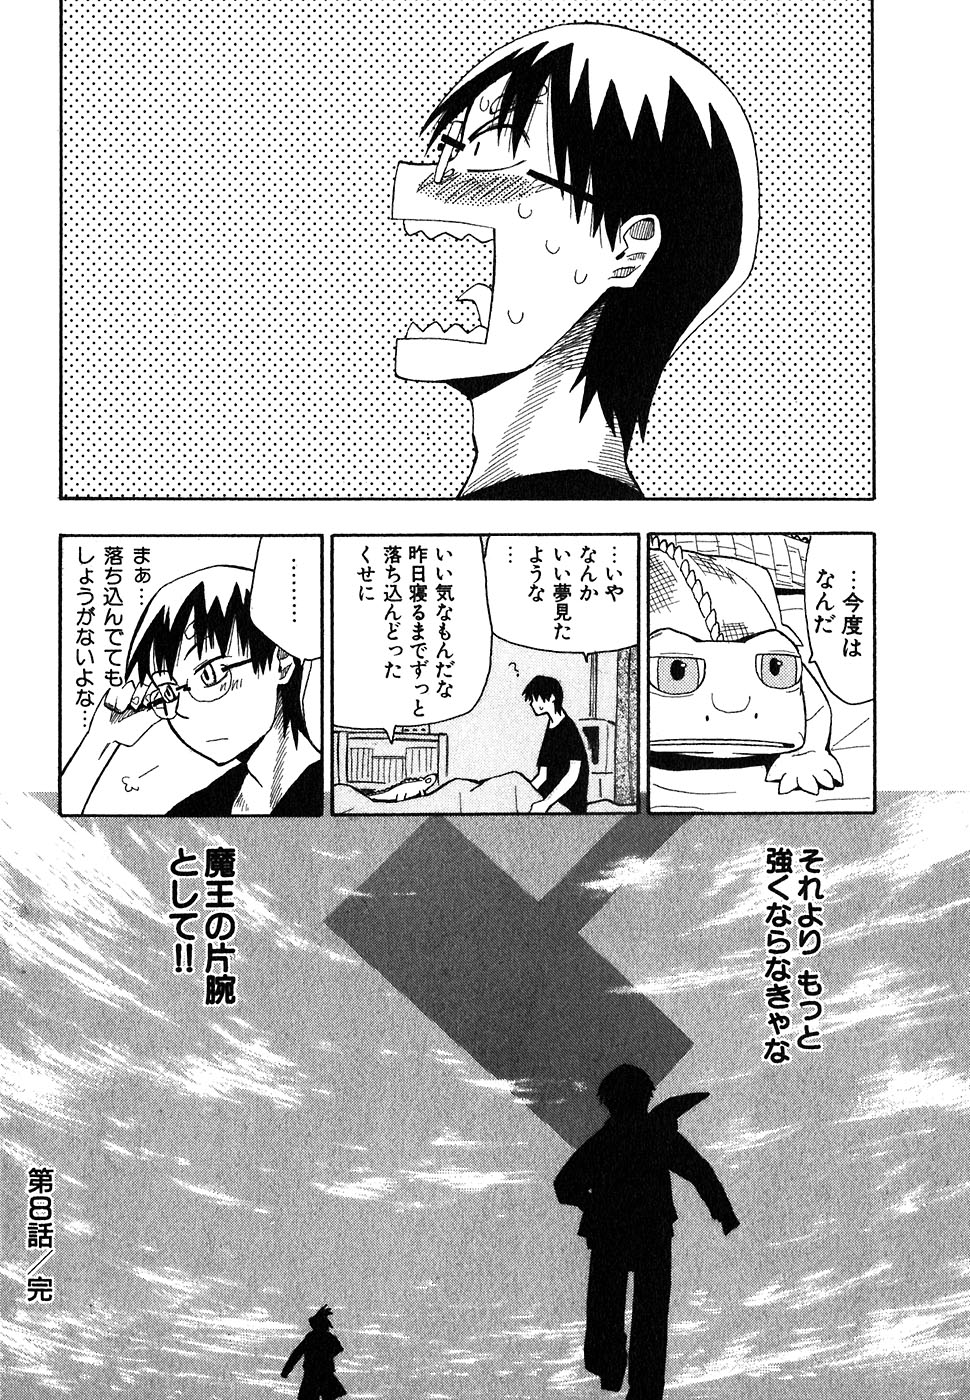 …今度は
なんだ
…いや
なんか
いい夢見た
ような
…
いい気なもんだな
昨日寝るまでずっと
落ち込んどった
くせに
………
まぁ…
落ち込んでても
しょうがないよな…
それより もっと
強くならなきゃな
魔王の片腕
として!!
第8話／完